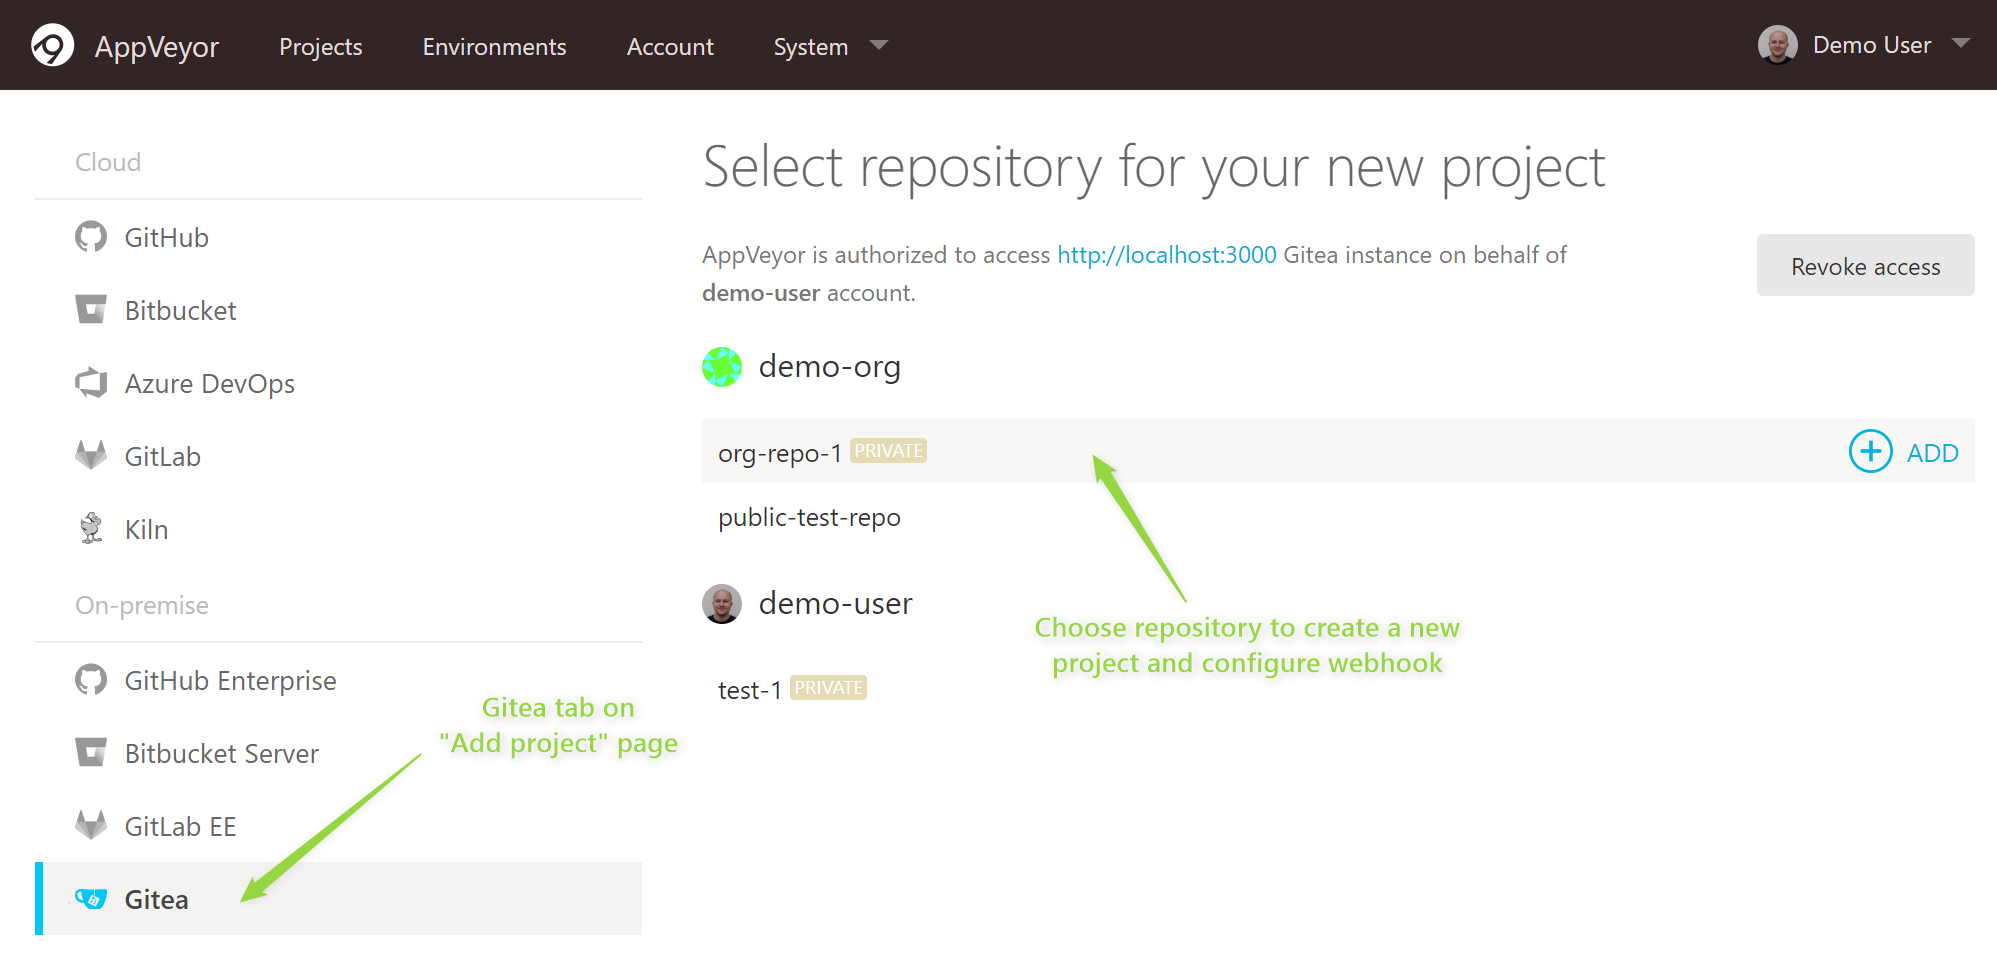 AppVeyor Projects Environments Account System Demo User
Cloud
GitHub
Bitbucket
Azure DevOps
GitLab
Kiln
On-premise
GitHub Enterprise
Bitbucket Server
GitLab EE
Gitea
Gitea tab on
"Add project" page
Select repository for your new project
AppVeyor is authorized to access http://localhost:3000 Gitea instance on behalf of
demo-user account.
Revoke access
demo-org
org-repo-1 PRIVATE ADD
public-test-repo
demo-user
test-1 PRIVATE
Choose repository to create a new
project and configure webhook